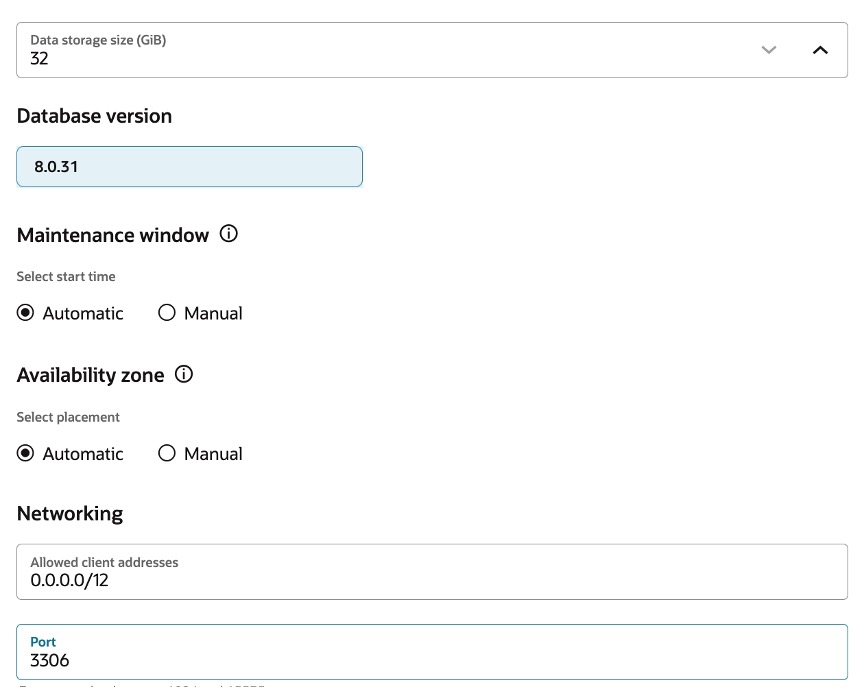 Data storage size (GiB)
32
Database version
8.0.31
Maintenance window
Select start time
Automatic Manual
Availability zone
Select placement
Automatic Manual
Networking
Allowed client addresses
0.0.0.0/12
Port
3306